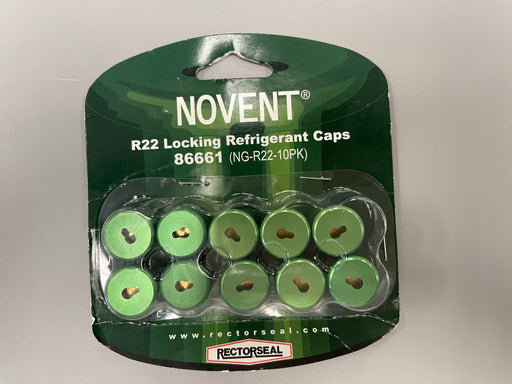 NOVENT®
R22 Locking Refrigerant Caps
86661 (NG-R22-10PK)
www.rectorseal.com
RECTORSEAL